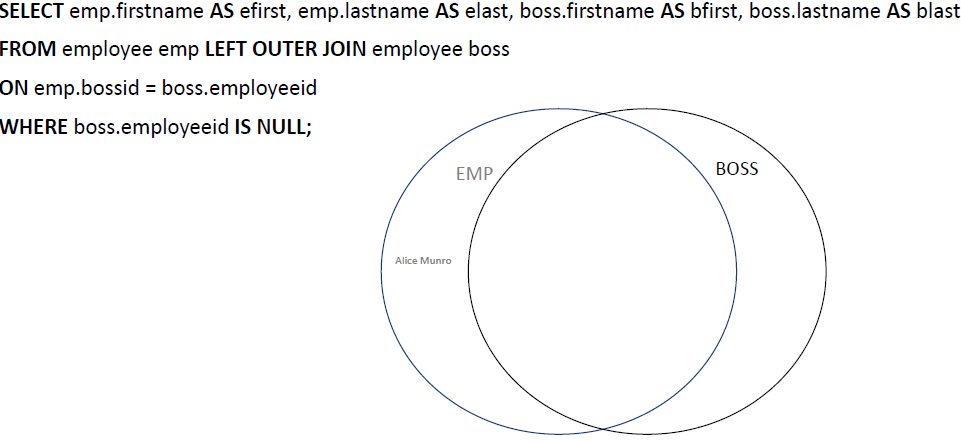 SELECT emp.firstname AS efirst, emp.lastname AS elast, boss.firstname AS bfirst, boss.lastname AS blast
FROM employee emp LEFT OUTER JOIN employee boss
ON emp.bossid = boss.employeeid
WHERE boss.employeeid IS NULL;
EMP
BOSS
Alice Munro